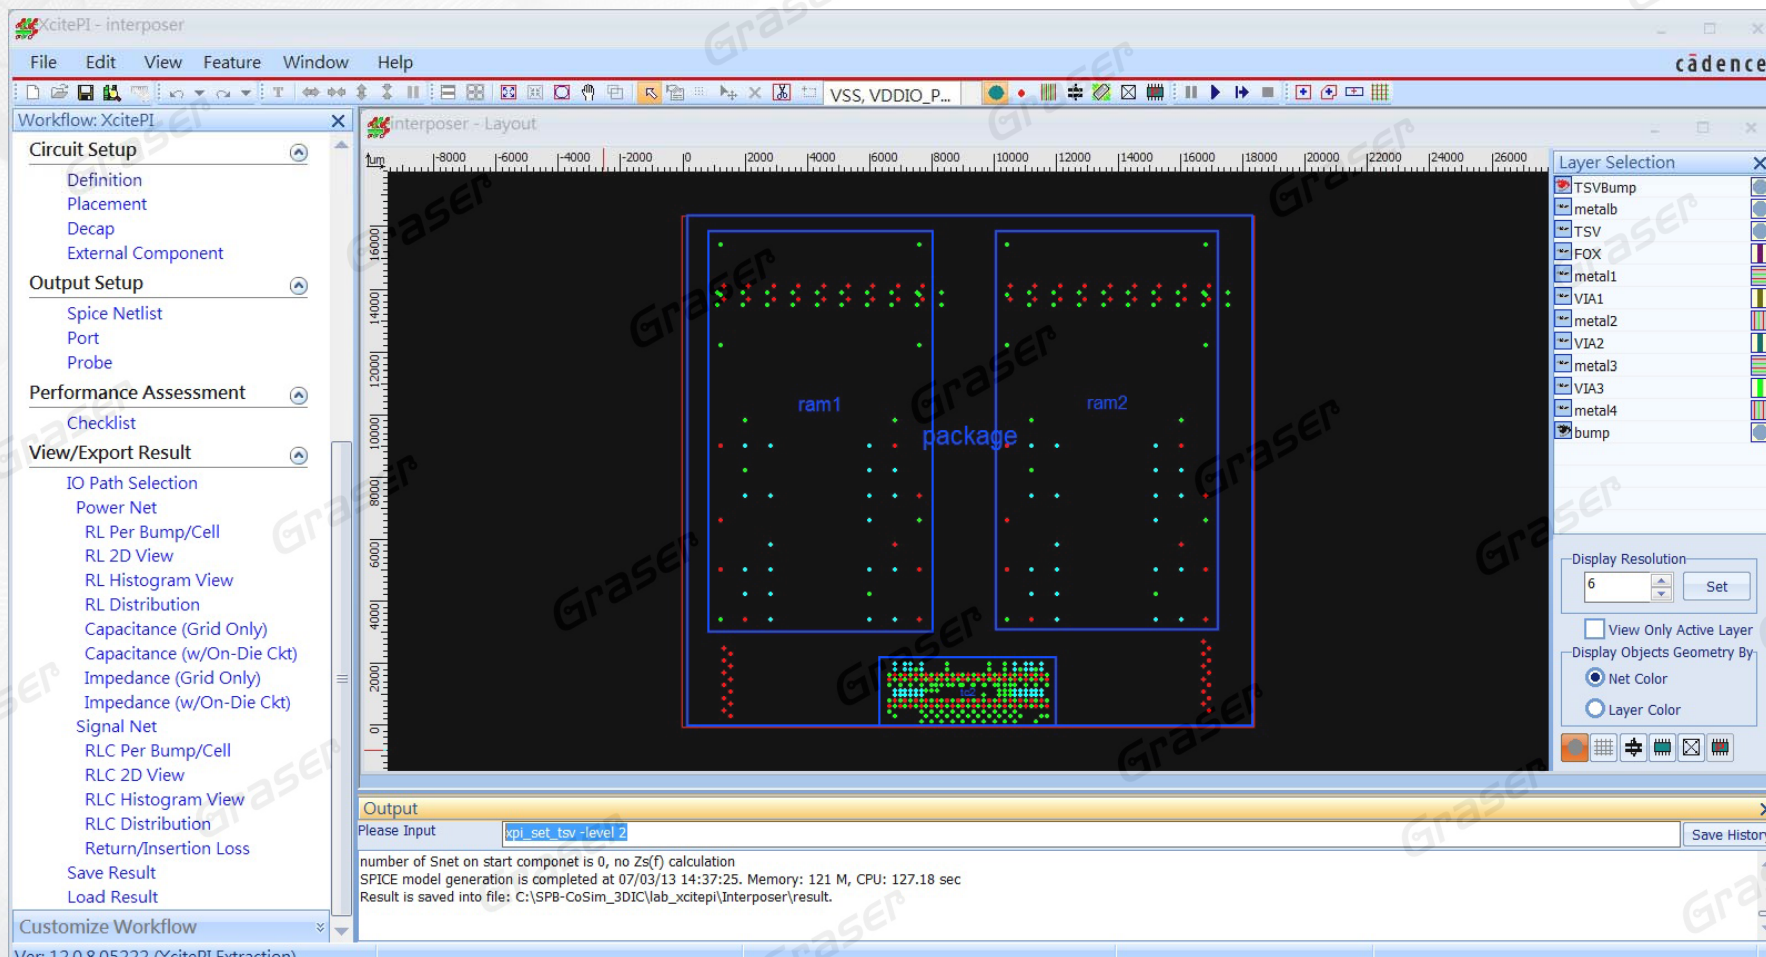 XcitePI - interposer
File Edit View Feature Window Help
cādence
VSS, VDDIO_P...
Workflow: XcitePI
Circuit Setup
Definition
Placement
Decap
External Component
Output Setup
Spice Netlist
Port
Probe
Performance Assessment
Checklist
View/Export Result
IO Path Selection
Power Net
RL Per Bump/Cell
RL 2D View
RL Histogram View
RL Distribution
Capacitance (Grid Only)
Capacitance (w/On-Die Ckt)
Impedance (Grid Only)
Impedance (w/On-Die Ckt)
Signal Net
RLC Per Bump/Cell
RLC 2D View
RLC Histogram View
RLC Distribution
Return/Insertion Loss
Save Result
Load Result
Customize Workflow
Ver: 12.0.8.05222 (XcitePI Extraction)
interposer - Layout
um -8000 -6000 -4000 -2000 0 2000 4000 6000 8000 10000 12000 14000 16000 18000 20000 22000 24000 26000
16000
14000
12000
10000
8000
6000
4000
2000
0
ram1
ram2
package
Layer Selection
TSVBump
metalb
TSV
FOX
metal1
VIA1
metal2
VIA2
metal3
VIA3
metal4
bump
Display Resolution
6 Set
View Only Active Layer
Display Objects Geometry By
Net Color
Layer Color
Output
Please Input xpi_set_tsv -level 2 Save History
number of Snet on start componet is 0, no Zs(f) calculation
SPICE model generation is completed at 07/03/13 14:37:25. Memory: 121 M, CPU: 127.18 sec
Result is saved into file: C:\SPB-CoSim_3DIC\lab_xcitepi\Interposer\result.
Graser